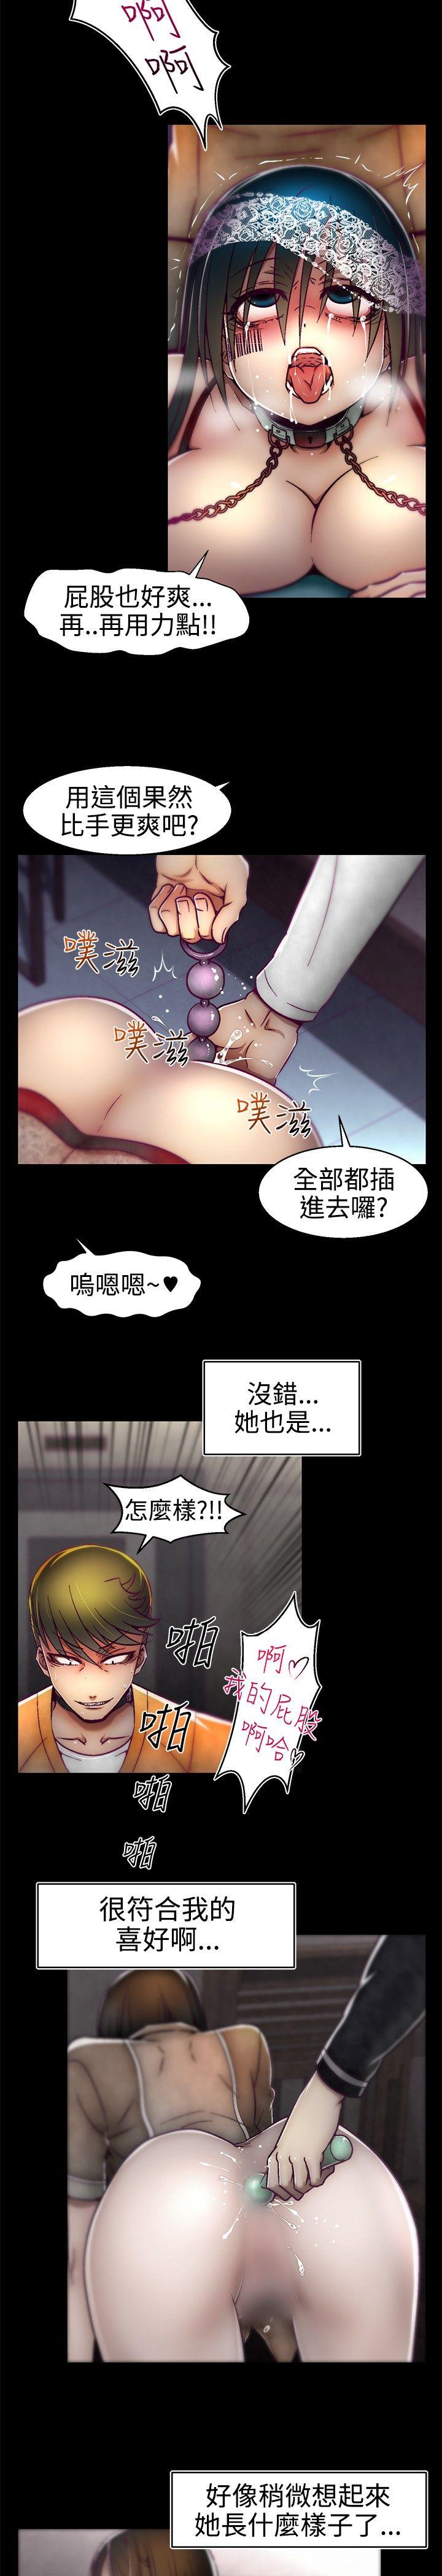 啊
啊
屁股也好爽...
再..再用力點!!
用這個果然
比手更爽吧?
噗滋
噗滋
噗滋
全部都插
進去囉?
嗚嗯嗯~♥
沒錯...
她也是...
怎麼樣?!!
啪
啊♡
我的屁股
啊哈♡
啪
啪
啪
很符合我的
喜好啊...
好像稍微想起來
她長什麼樣子了...